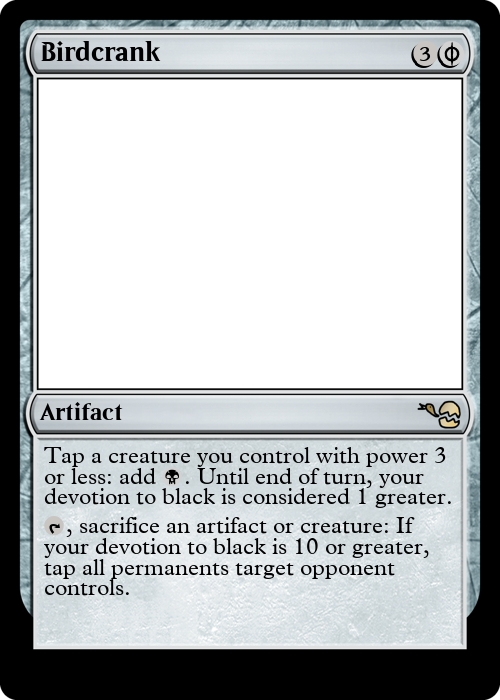 Birdcrank 3
Artifact
Tap a creature you control with power 3
or less: add . Until end of turn, your
devotion to black is considered 1 greater.
, sacrifice an artifact or creature: If
your devotion to black is 10 or greater,
tap all permanents target opponent
controls.